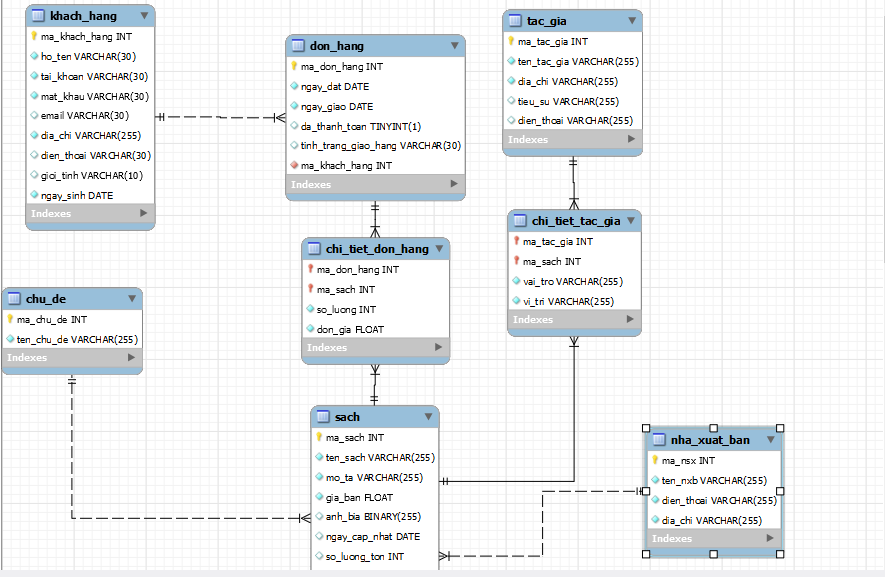 khach_hang
ma_khach_hang INT
ho_ten VARCHAR(30)
tai_khoan VARCHAR(30)
mat_khau VARCHAR(30)
email VARCHAR(30)
dia_chi VARCHAR(255)
dien_thoai VARCHAR(30)
gioi_tinh VARCHAR(10)
ngay_sinh DATE
Indexes
don_hang
ma_don_hang INT
ngay_dat DATE
ngay_giao DATE
da_thanh_toan TINYINT(1)
tinh_trang_giao_hang VARCHAR(30)
ma_khach_hang INT
Indexes
tac_gia
ma_tac_gia INT
ten_tac_gia VARCHAR(255)
dia_chi VARCHAR(255)
tieu_su VARCHAR(255)
dien_thoai VARCHAR(255)
Indexes
chi_tiet_don_hang
ma_don_hang INT
ma_sach INT
so_luong INT
don_gia FLOAT
Indexes
chi_tiet_tac_gia
ma_tac_gia INT
ma_sach INT
vai_tro VARCHAR(255)
vi_tri VARCHAR(255)
Indexes
chu_de
ma_chu_de INT
ten_chu_de VARCHAR(255)
Indexes
sach
ma_sach INT
ten_sach VARCHAR(255)
mo_ta VARCHAR(255)
gia_ban FLOAT
anh_bia BINARY(255)
ngay_cap_nhat DATE
so_luong_ton INT
nha_xuat_ban
ma_nsx INT
ten_nxb VARCHAR(255)
dien_thoai VARCHAR(255)
dia_chi VARCHAR(255)
Indexes